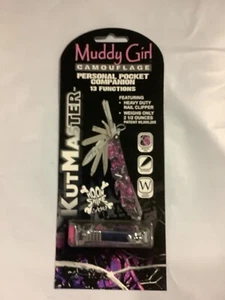 Muddy Girl
CAMOUFLAGE
PERSONAL POCKET
COMPANION
13 FUNCTIONS
FEATURING
• HEAVY DUTY
NAIL CLIPPER
• WEIGHS ONLY
2 1/2 OUNCES
KUTMASTER
W